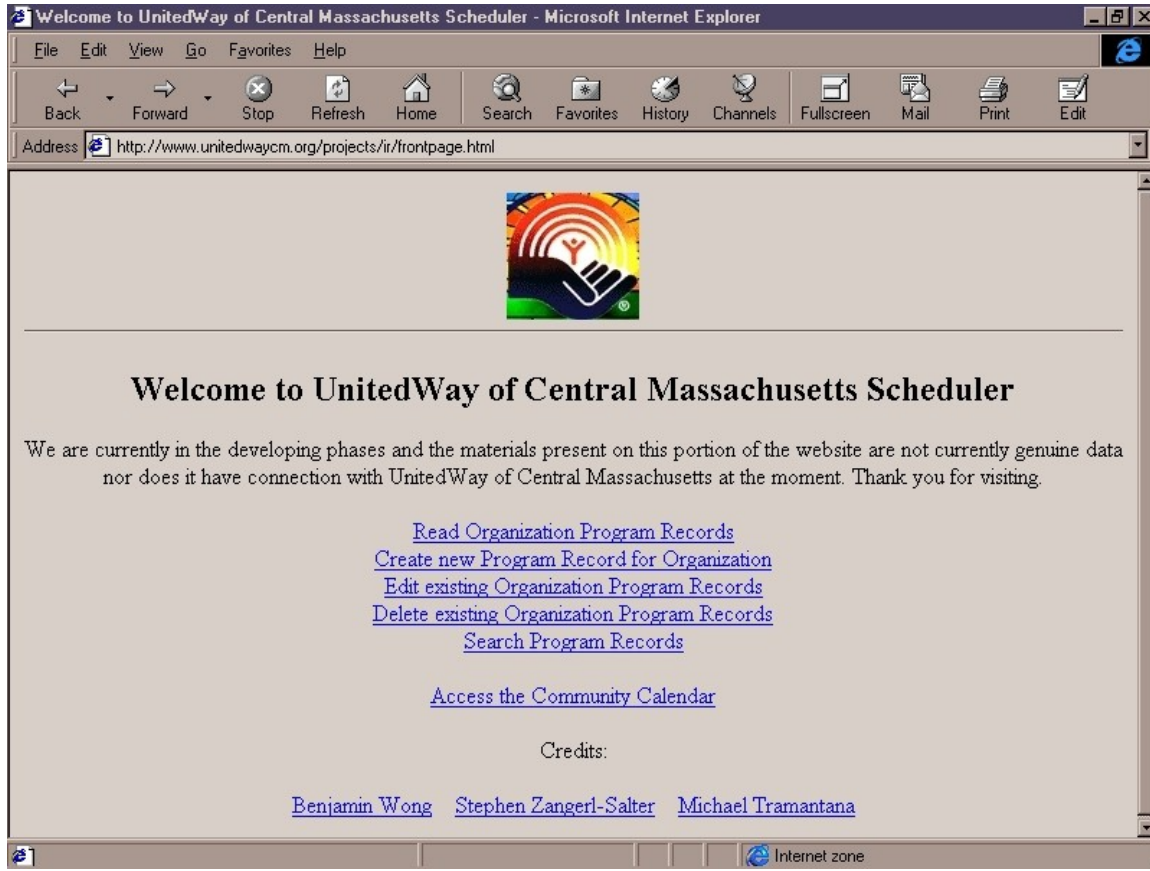 Welcome to UnitedWay of Central Massachusetts Scheduler - Microsoft Internet Explorer
File Edit View Go Favorites Help
Back Forward Stop Refresh Home Search Favorites History Channels Fullscreen Mail Print Edit
Address http://www.unitedwaycm.org/projects/ir/frontpage.html
®
Welcome to UnitedWay of Central Massachusetts Scheduler
We are currently in the developing phases and the materials present on this portion of the website are not currently genuine data
nor does it have connection with UnitedWay of Central Massachusetts at the moment. Thank you for visiting.
Read Organization Program Records
Create new Program Record for Organization
Edit existing Organization Program Records
Delete existing Organization Program Records
Search Program Records
Access the Community Calendar
Credits:
Benjamin Wong Stephen Zangerl-Salter Michael Tramantana
Internet zone